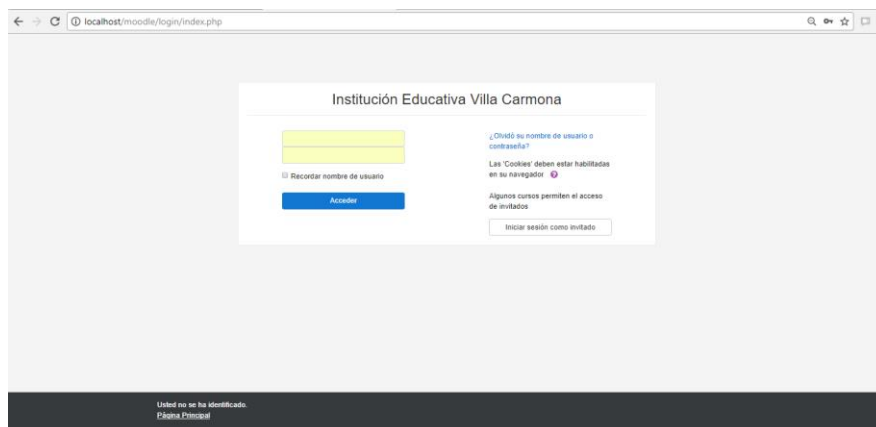 localhost/moodle/login/index.php
Institución Educativa Villa Carmona
¿Olvidó su nombre de usuario o
contraseña?
Las 'Cookies' deben estar habilitadas
en su navegador
Recordar nombre de usuario
Acceder
Algunos cursos permiten el acceso
de invitados
Iniciar sesión como invitado
Usted no se ha identificado.
Página Principal